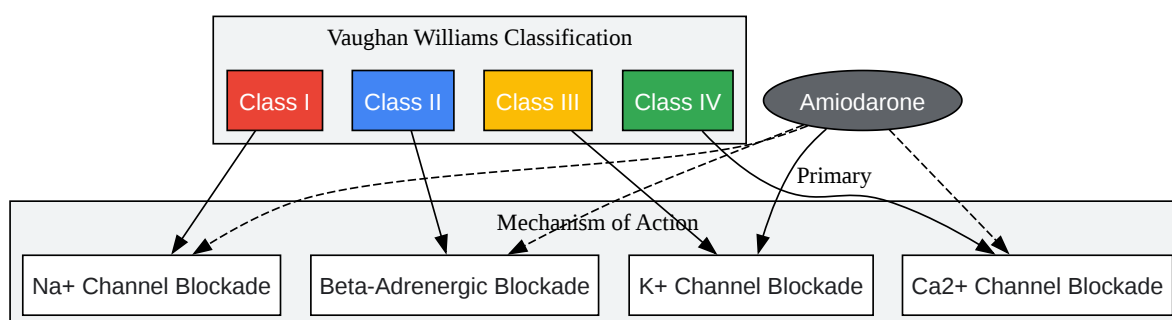 Vaughan Williams Classification
Class I
Class II
Class III
Class IV
Amiodarone
Primary
Mechanism of Action
Na+ Channel Blockade
Beta-Adrenergic Blockade
K+ Channel Blockade
Ca2+ Channel Blockade